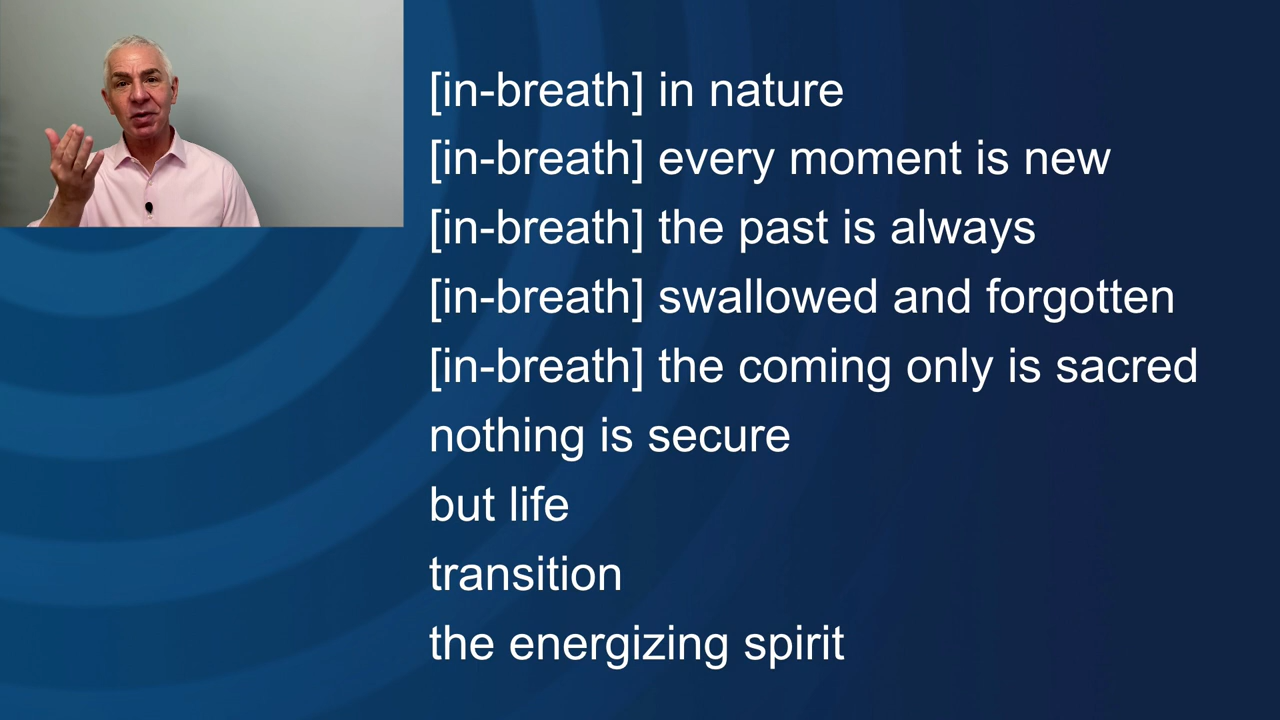 [in-breath] in nature
[in-breath] every moment is new
[in-breath] the past is always
[in-breath] swallowed and forgotten
[in-breath] the coming only is sacred
nothing is secure
but life
transition
the energizing spirit